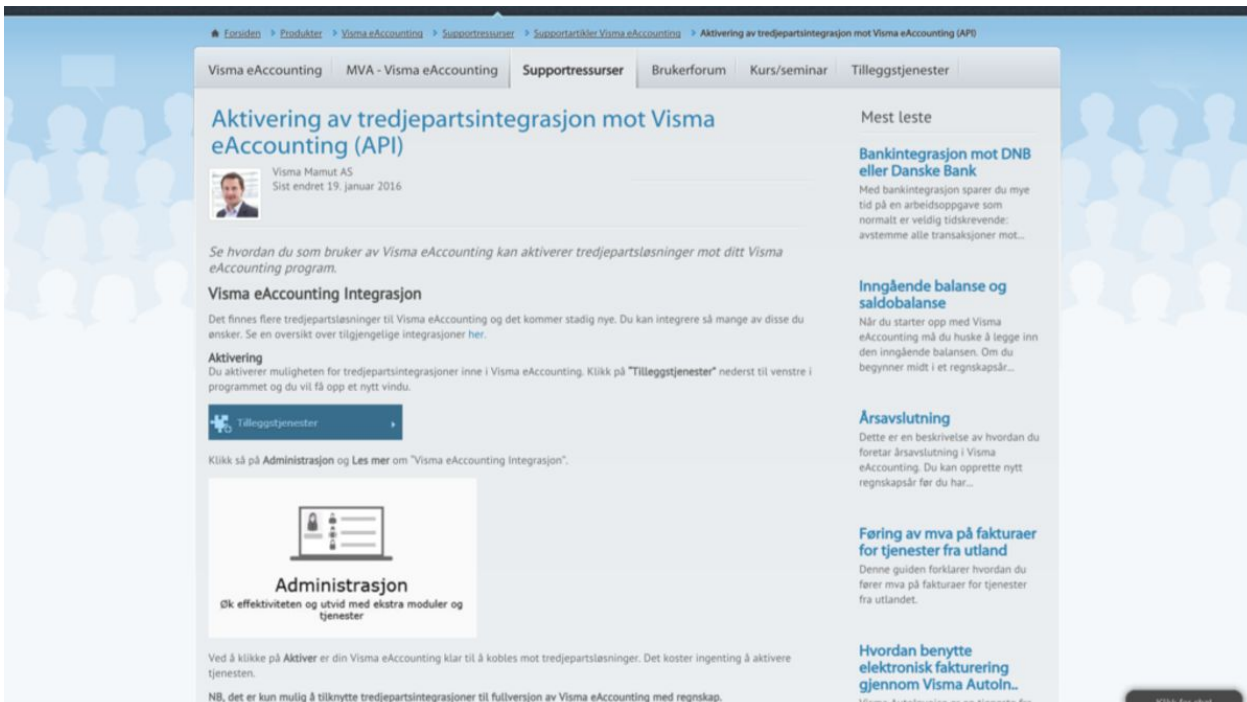 Forsiden Produkter Visma eAccounting Supportressurser Supportartikler Visma eAccounting Aktivering av tredjepartsintegrasjon mot Visma eAccounting (API)
Visma eAccounting MVA - Visma eAccounting Supportressurser Brukerforum Kurs/seminar Tilleggstjenester
Aktivering av tredjepartsintegrasjon mot Visma
eAccounting (API)
Visma Mamut AS
Sist endret 19. januar 2016
Se hvordan du som bruker av Visma eAccounting kan aktiverer tredjepartsløsninger mot ditt Visma
eAccounting program.
Visma eAccounting Integrasjon
Det finnes flere tredjepartsløsninger til Visma eAccounting og det kommer stadig nye. Du kan integrere så mange av disse du
ønsker. Se en oversikt over tilgjengelige integrasjoner her.
Aktivering
Du aktiverer muligheten for tredjepartsintegrasjoner inne i Visma eAccounting. Klikk på "Tilleggstjenester" nederst til venstre i
programmet og du vil få opp et nytt vindu.
Tilleggstjenester
Klikk så på Administrasjon og Les mer om "Visma eAccounting Integrasjon".
Administrasjon
Øk effektiviteten og utvid med ekstra moduler og
tjenester
Ved å klikke på Aktiver er din Visma eAccounting klar til å kobles mot tredjepartsløsninger. Det koster ingenting å aktivere
tjenesten.
NB, det er kun mulig å tilknytte tredjepartsintegrasjoner til fullversjon av Visma eAccounting med regnskap.
Mest leste
Bankintegrasjon mot DNB
eller Danske Bank
Med bankintegrasjon sparer du mye
tid på en arbeidsoppgave som
normalt er veldig tidskrevende:
avstemme alle transaksjoner mot...
Inngående balanse og
saldobalanse
Når du starter opp med Visma
eAccounting må du huske å legge inn
den inngående balansen. Om du
begynner midt i et regnskapsår...
Årsavslutning
Dette er en beskrivelse av hvordan du
foretar årsavslutning i Visma
eAccounting. Du kan opprette nytt
regnskapsår før du har...
Føring av mva på fakturaer
for tjenester fra utland
Denne guiden forklarer hvordan du
fører mva på fakturaer for tjenester
fra utlandet.
Hvordan benytte
elektronisk fakturering
gjennom Visma AutoIn..